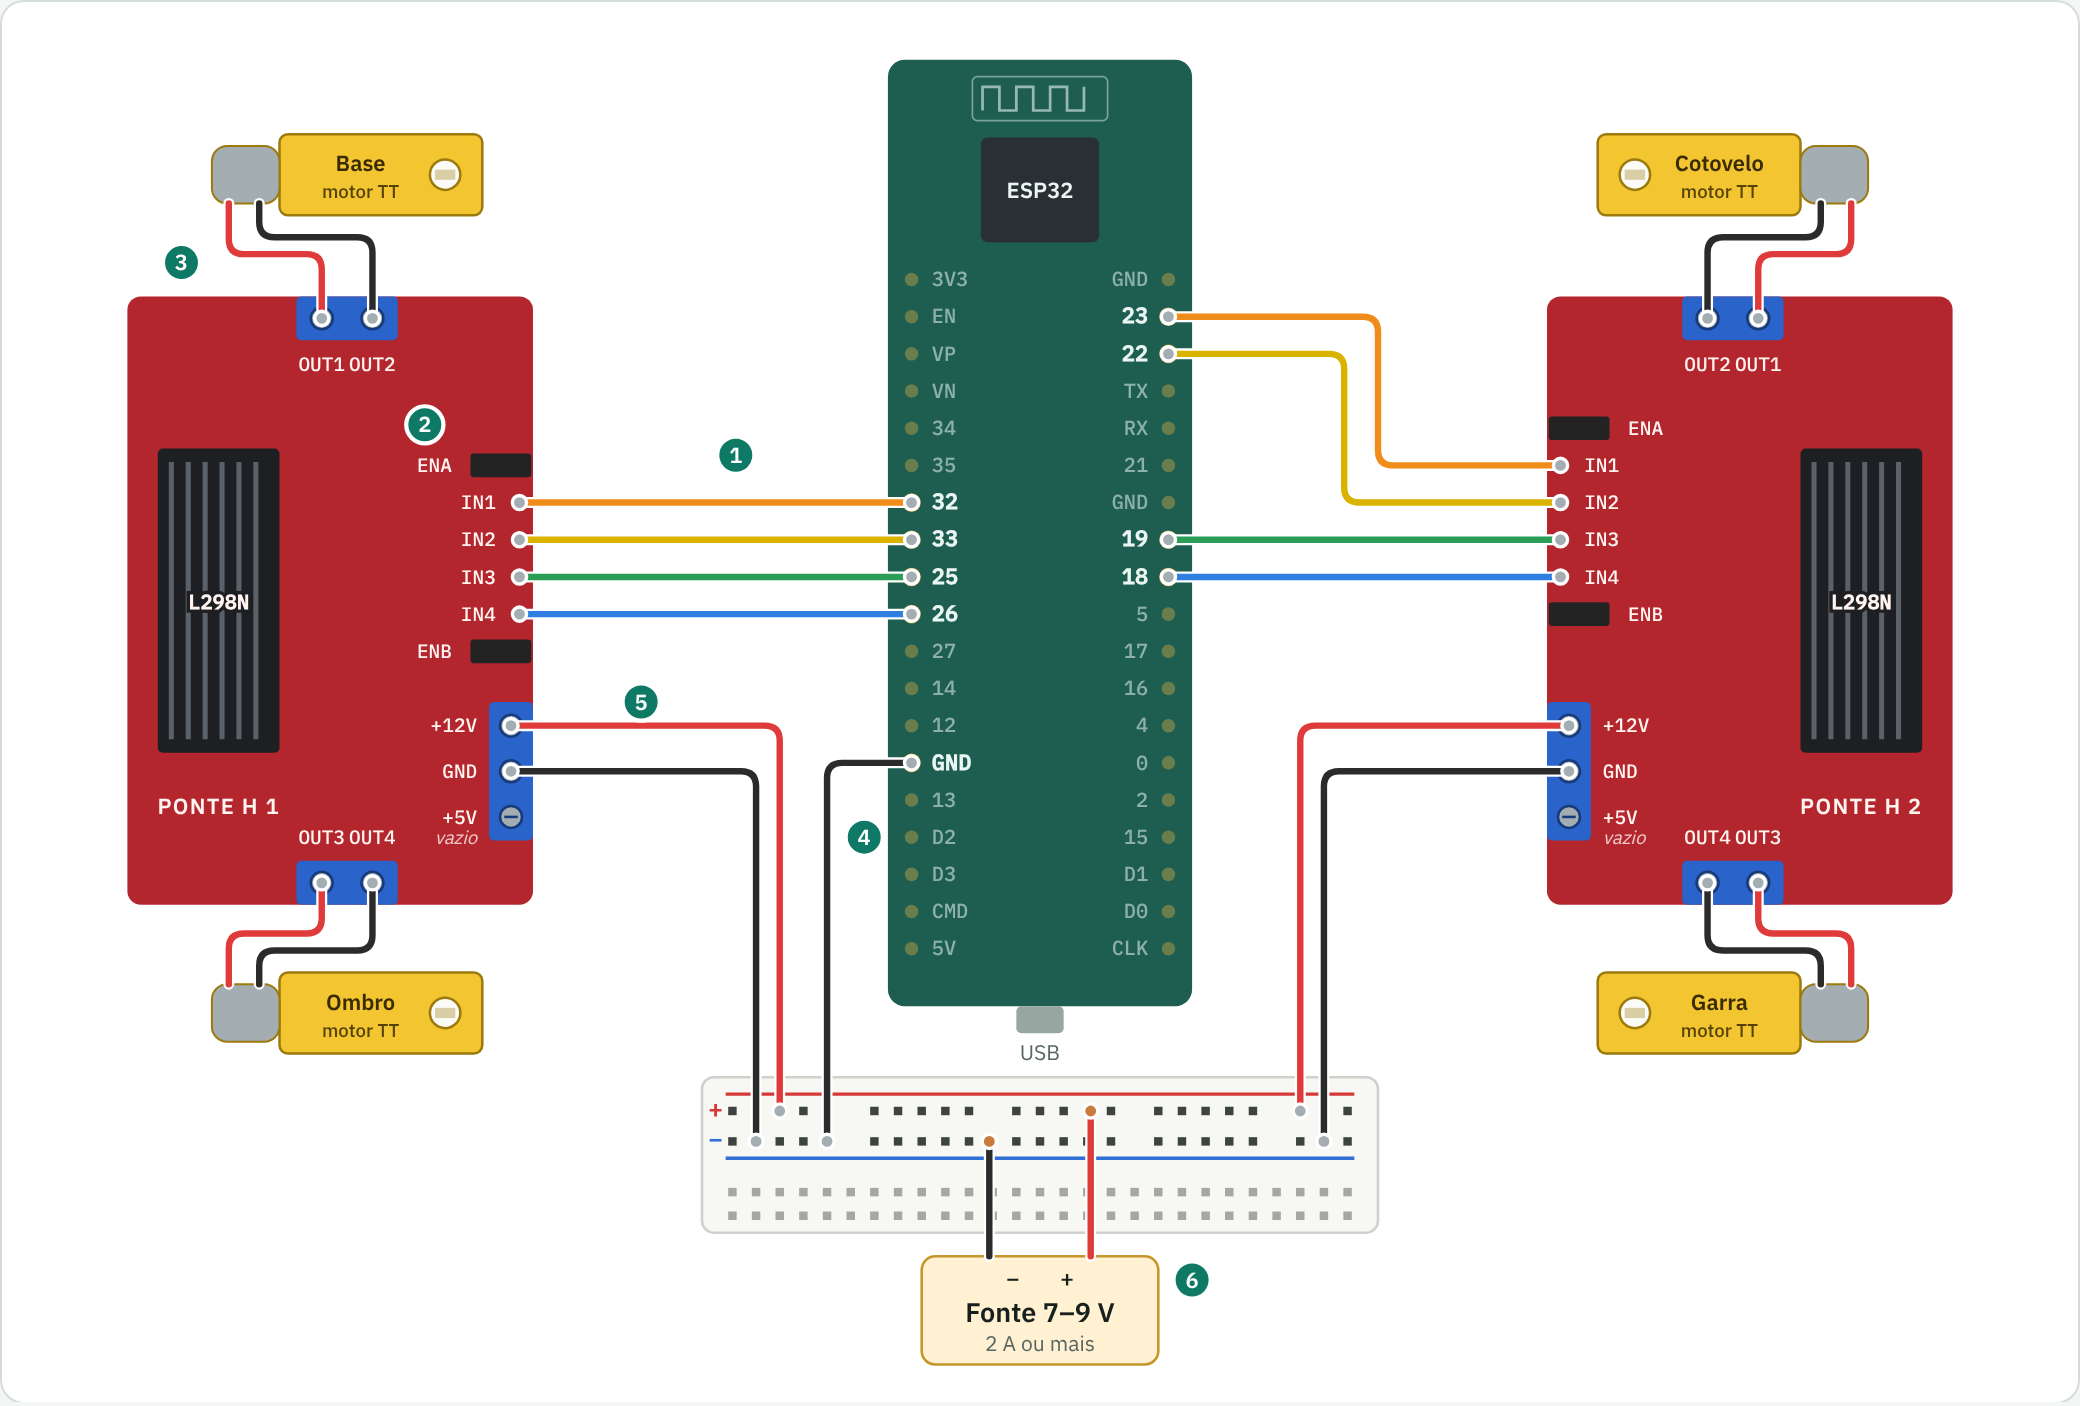 Base
motor TT
3
OUT1 OUT2
2
ENA
IN1
IN2
IN3
IN4
ENB
L298N
+12V
GND
+5V
vazio
PONTE H 1
OUT3 OUT4
Ombro
motor TT
1
5
4
ESP32
3V3 GND
EN 23
VP 22
VN TX
34 RX
35 21
32 GND
33 19
25 18
26 5
27 17
14 16
12 4
GND 0
13 2
D2 15
D3 D1
CMD D0
5V CLK
USB
Cotovelo
motor TT
OUT2 OUT1
ENA
IN1
IN2
IN3
IN4
ENB
L298N
+12V
GND
+5V
vazio
PONTE H 2
OUT4 OUT3
Garra
motor TT
+
−
− +
6
Fonte 7–9 V
2 A ou mais